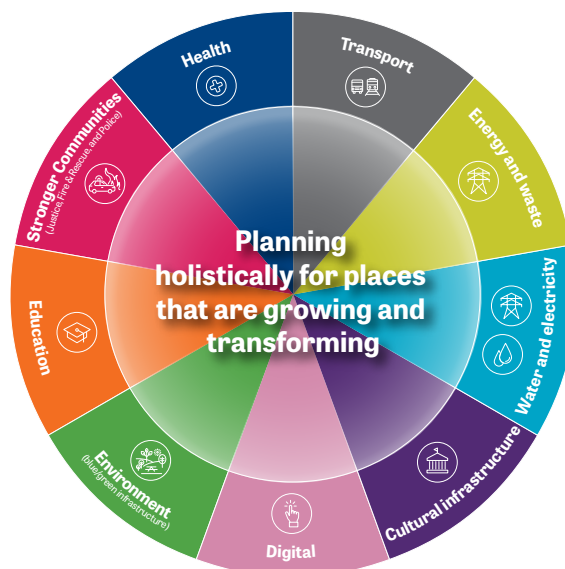 Planning
holistically for places
that are growing and
transforming
Health
Transport
Energy and waste
Water and electricity
Cultural infrastructure
Digital
Environment
(blue/green infrastructure)
Education
Stronger Communities
(Justice, Fire & Rescue, and Police)